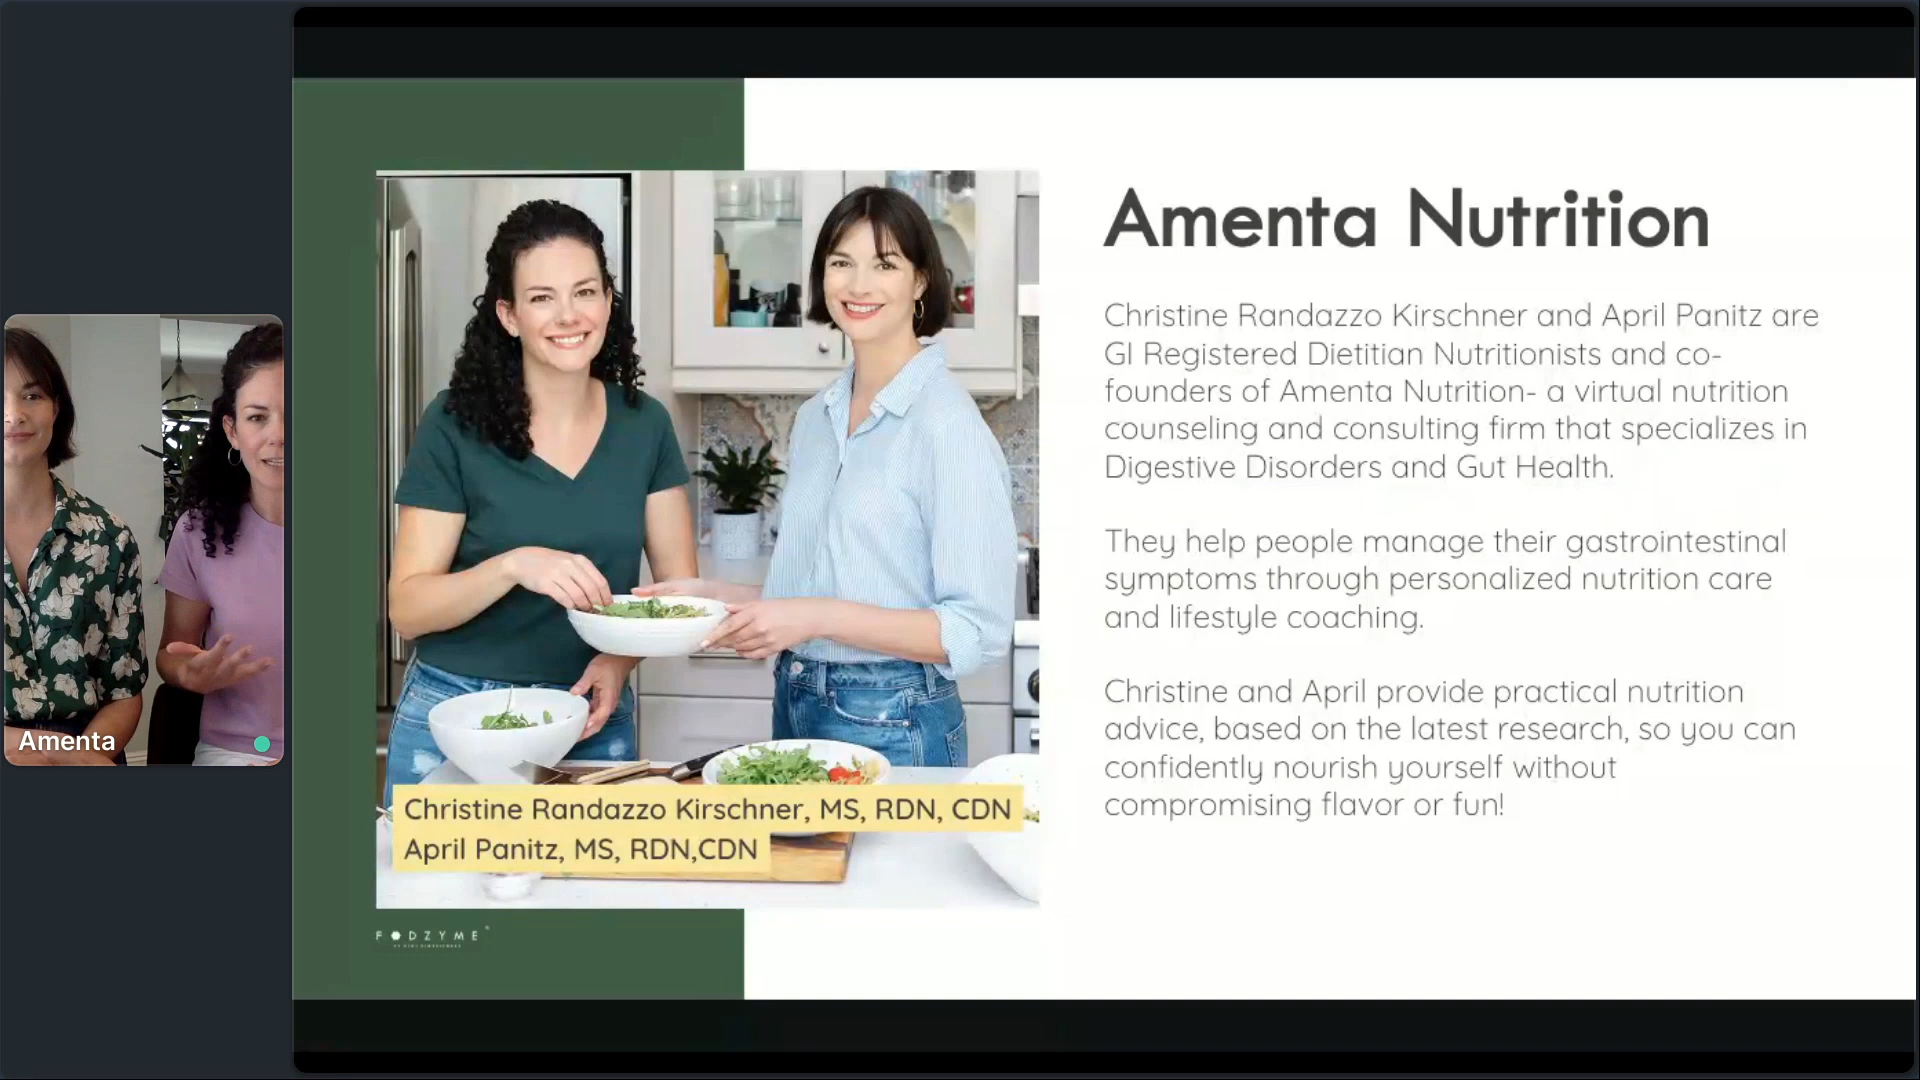 Amenta Nutrition
Christine Randazzo Kirschner and April Panitz are
GI Registered Dietitian Nutritionists and co-
founders of Amenta Nutrition- a virtual nutrition
counseling and consulting firm that specializes in
Digestive Disorders and Gut Health.
They help people manage their gastrointestinal
symptoms through personalized nutrition care
and lifestyle coaching.
Christine and April provide practical nutrition
advice, based on the latest research, so you can
confidently nourish yourself without
compromising flavor or fun!
Christine Randazzo Kirschner, MS, RDN, CDN
April Panitz, MS, RDN,CDN
FODZYME®
Amenta